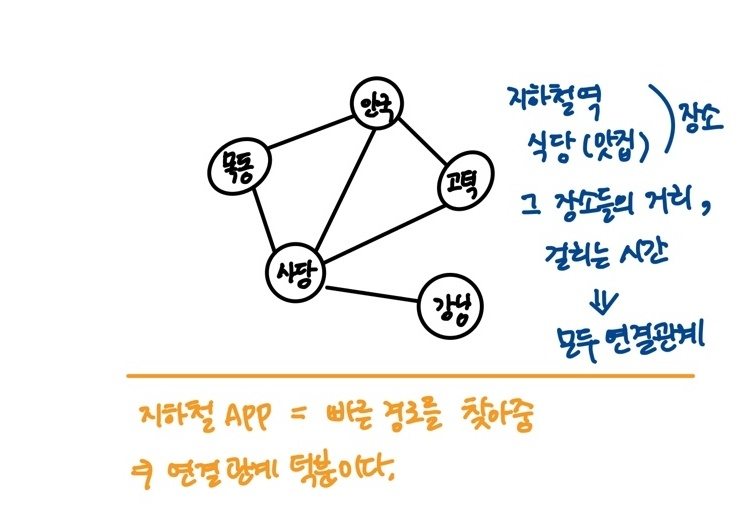 안국
목동
고턱
사당
강남
지하철역
식당 (맛집) ) 장소
그 장소들의 거리,
걸리는 시간
⇓
모두 연결관계
지하철 APP = 빠른 경로를 찾아줌
⇒ 연결관계 덕분이다.